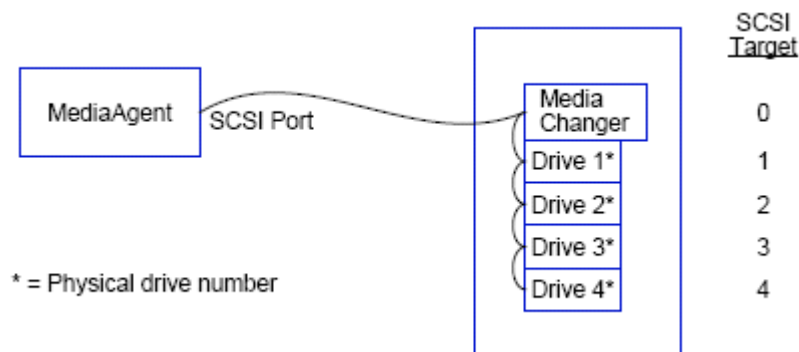 SCSI
Target
MediaAgent
SCSI Port
Media
Changer
0
Drive 1*
1
Drive 2*
2
Drive 3*
3
Drive 4*
4
* = Physical drive number